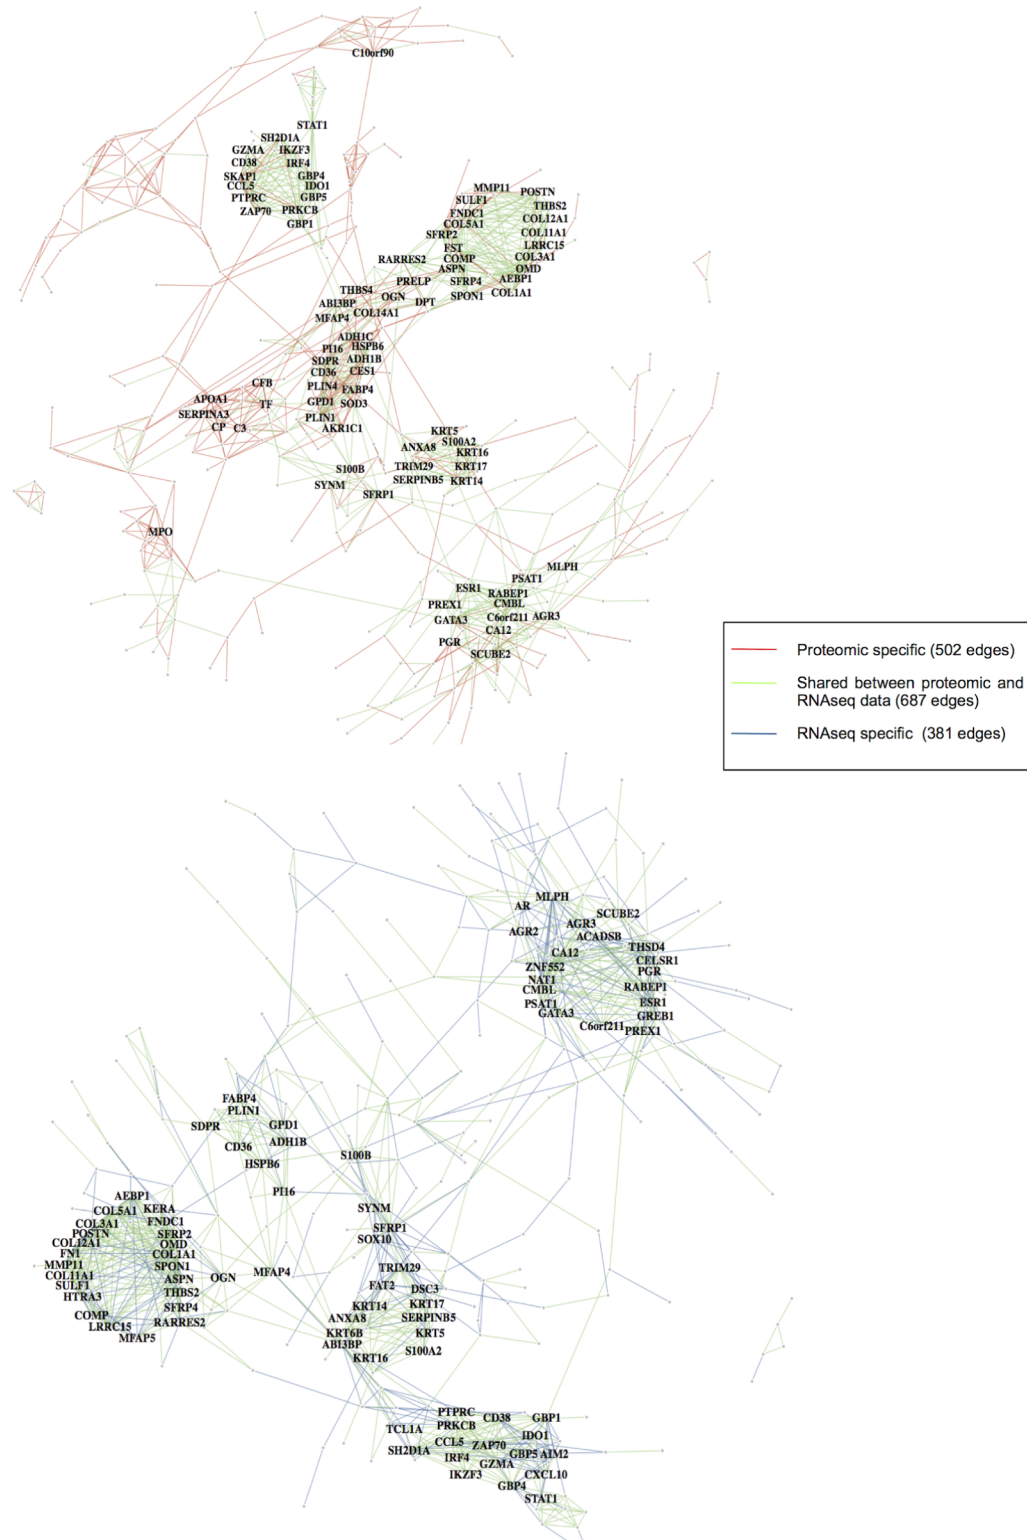 C10orf90
STAT1
SH2D1A
GZMA IKZF3
CD38 IRF4
SKAP1 GBP4
CCL5 IDO1
PTPRC GBP5
ZAP70 PRKCB
GBP1
MMP11 POSTN
SULF1 THBS2
FNDC1 COL12A1
COL5A1
SFRP2 COL11A1
FST LRRC15
RARRES2 COMP COL3A1
ASPN OMD
PRELP SFRP4 AEBP1
THBS4 OGN SPON1 COL1A1
ABI3BP DPT
MFAP4 COL14A1
ADH1C
PI16 HSPB6
SDPR ADH1B
CD36 CES1
CFB PLIN4 FABP4
APOA1 TF GPD1 SOD3
SERPINA3 PLIN1
CP C3 AKR1C1
KRT5
S100A2
ANXA8 KRT16
S100B TRIM29 KRT17
SYNM SERPINB5 KRT14
SFRP1
MPO
MLPH
PSAT1
ESR1 RABEP1
PREX1 CMBL
GATA3 C6orf211 AGR3
CA12
PGR
SCUBE2
Proteomic specific (502 edges)
Shared between proteomic and
RNAseq data (687 edges)
RNAseq specific (381 edges)
MLPH
AR SCUBE2
AGR3
AGR2 ACADSB
THSD4
CA12 CELSR1
ZNF552 PGR
NAT1 RABEP1
CMBL
PSAT1 ESR1
GATA3 GREB1
C6orf211 PREX1
FABP4
PLIN1
SDPR GPD1
ADH1B
CD36
HSPB6 S100B
PI16
AEBP1
COL5A1 KERA
COL3A1 FNDC1
POSTN SFRP2
COL12A1 OMD
FN1 COL1A1
MMP11 SPON1
COL11A1 ASPN OGN MFAP4
SULF1 THBS2
HTRA3 SFRP4
COMP RARRES2
LRRC15
MFAP5
SYNM
SFRP1
SOX10
TRIM29
FAT2 DSC3
KRT14 KRT17
ANXA8 SERPINB5
KRT6B KRT5
ABI3BP
KRT16 S100A2
PTPRC CD38 GBP1
TCL1A PRKCB
CCL5 ZAP70 IDO1
SH2D1A
IRF4 GZMA GBP5 AIM2
IKZF3 CXCL10
GBP4
STAT1